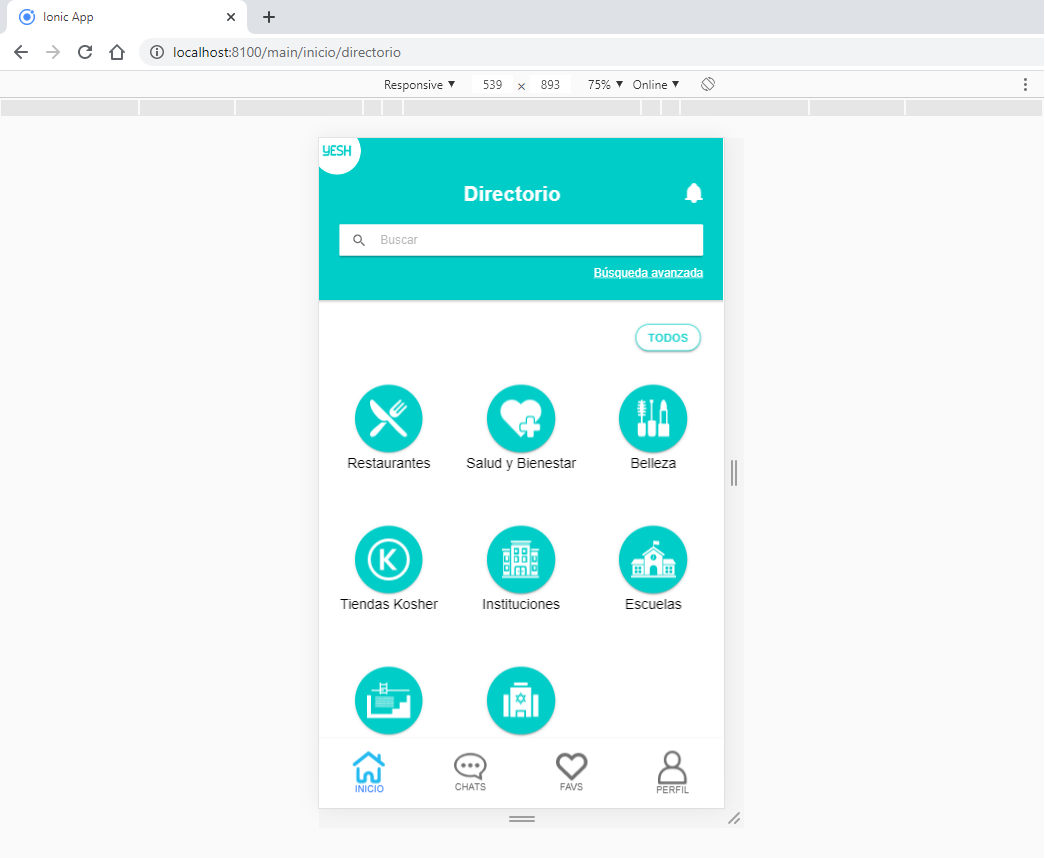 Ionic App
localhost:8100/main/inicio/directorio
Responsive ▼ 539 × 893 75% ▼ Online ▼
YESH
Directorio
Buscar
Búsqueda avanzada
TODOS
Restaurantes Salud y Bienestar Belleza
K
Tiendas Kosher Instituciones Escuelas
INICIO CHATS FAVS PERFIL